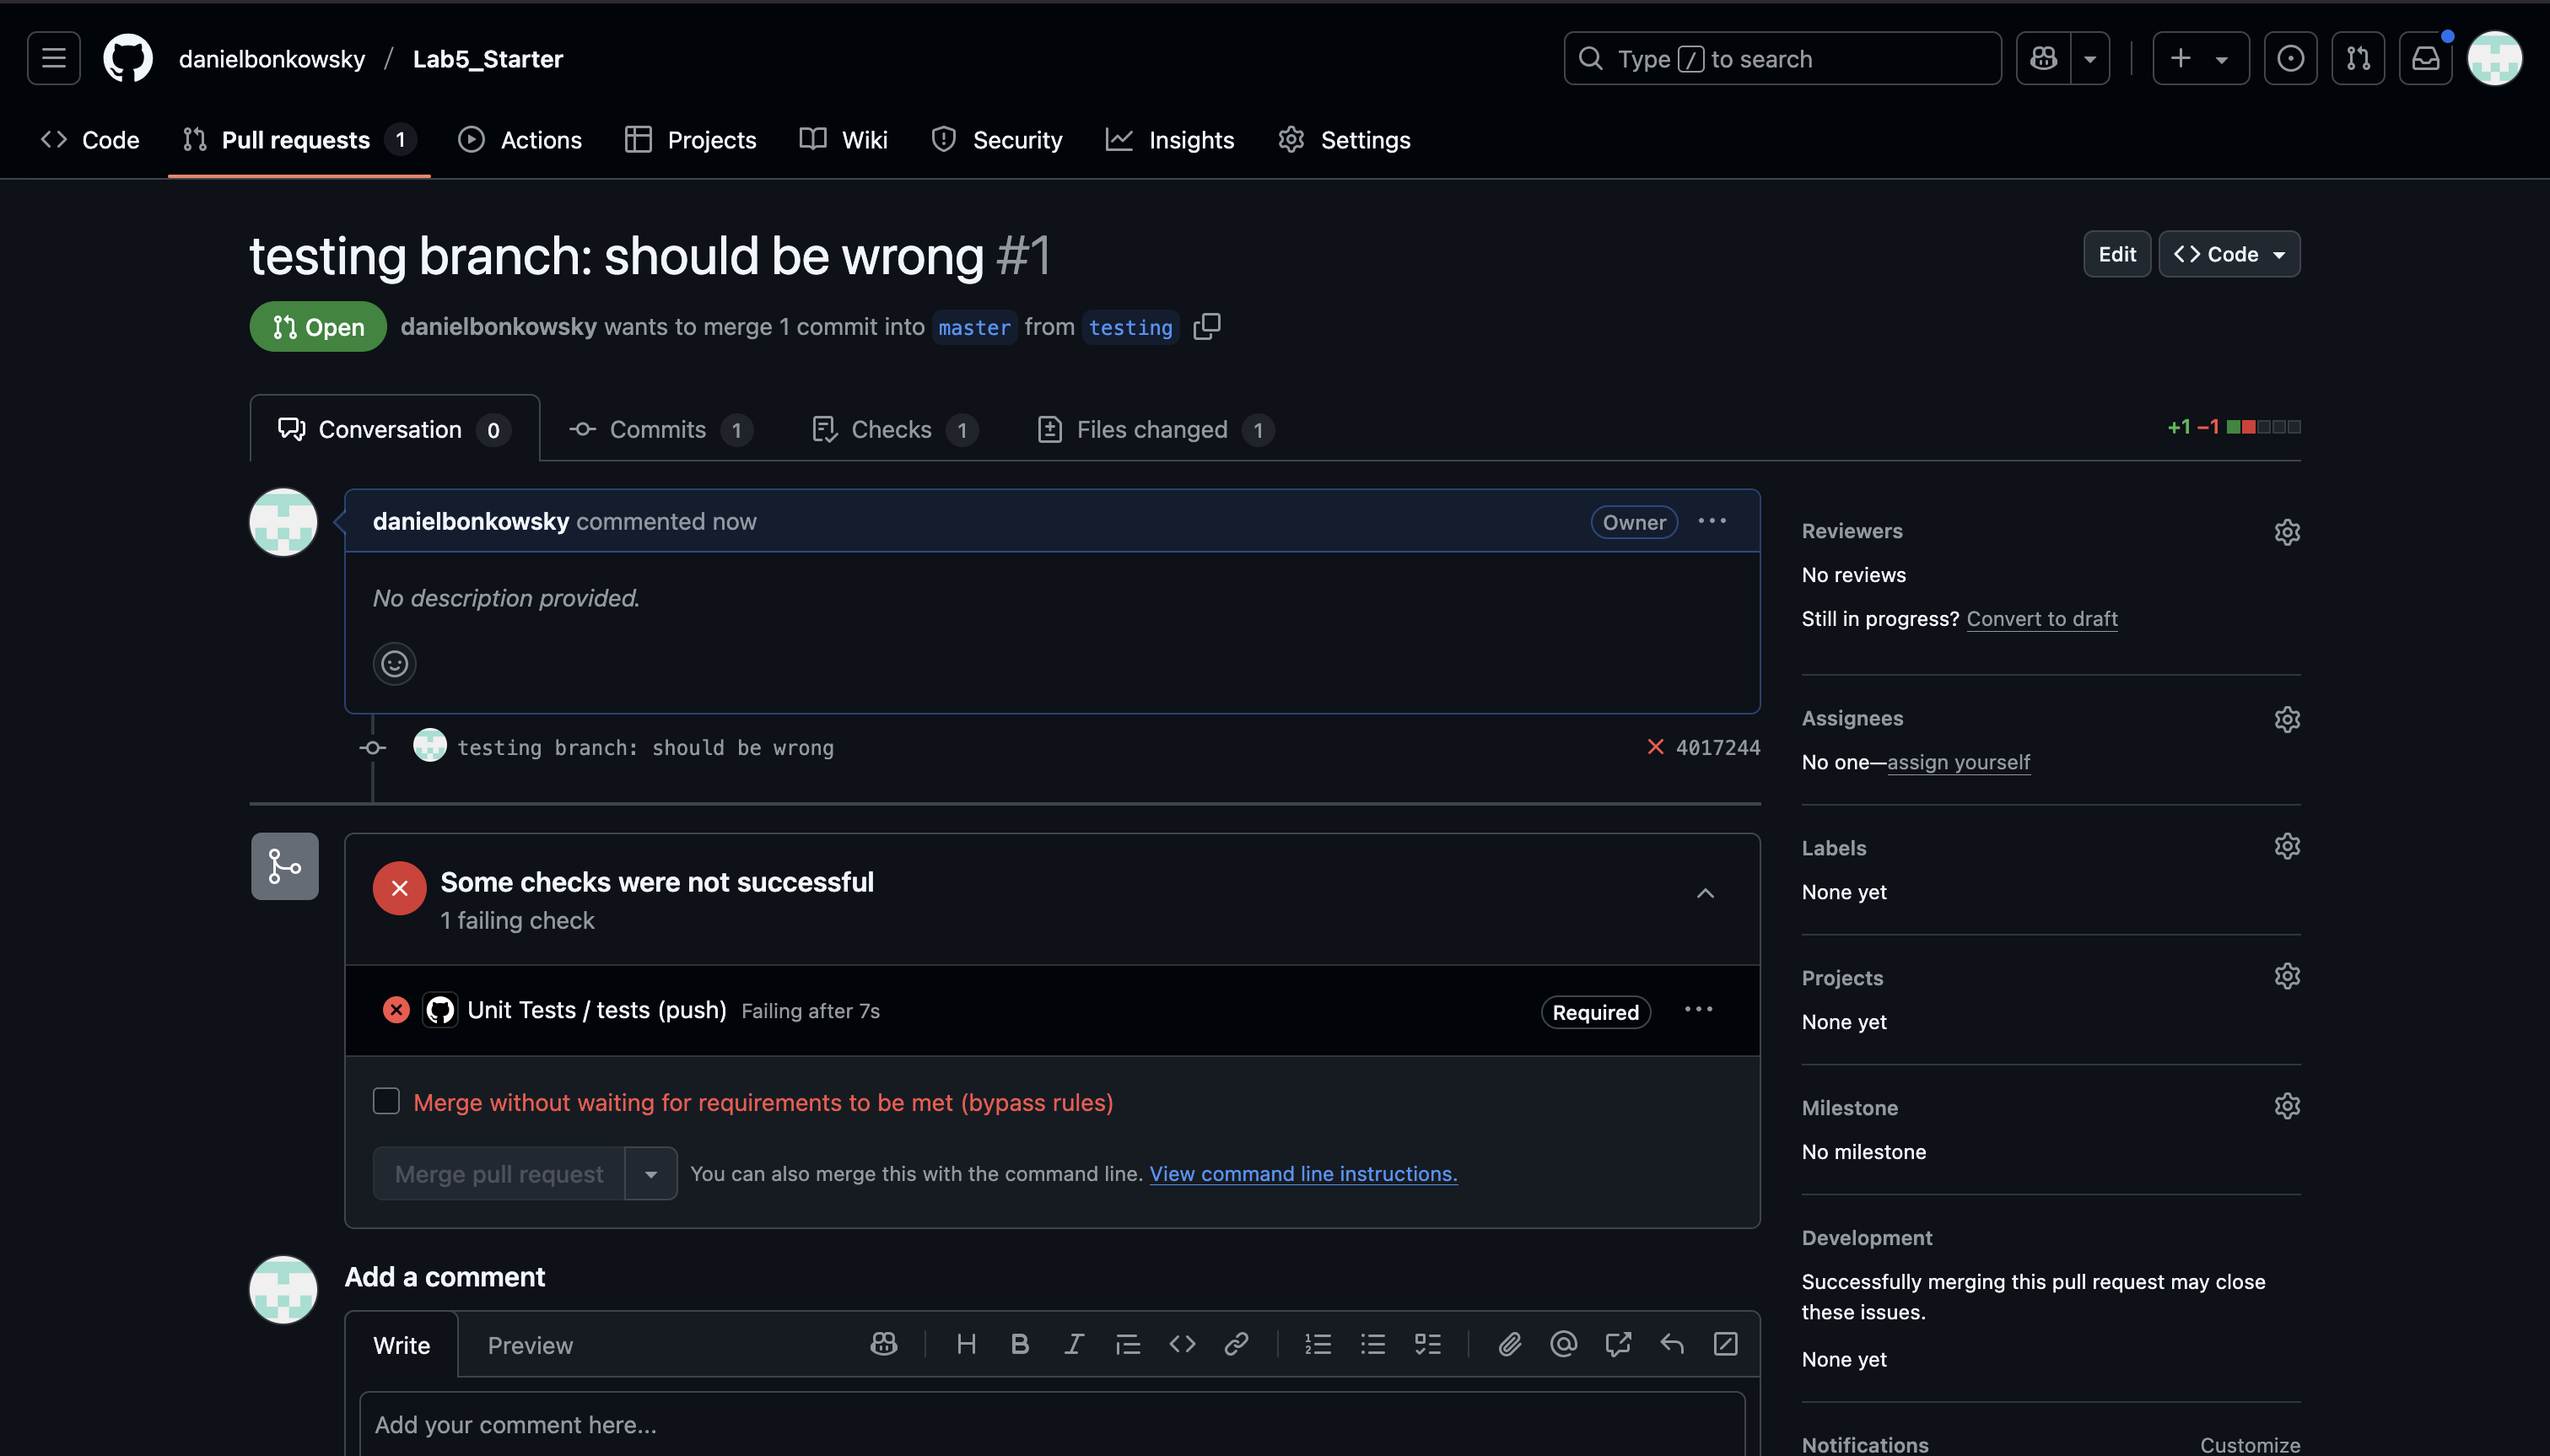 danielbonkowsky / Lab5_Starter
Type / to search
Code
Pull requests 1
Actions
Projects
Wiki
Security
Insights
Settings
testing branch: should be wrong #1
Edit
Code
Open
danielbonkowsky wants to merge 1 commit into master from testing
Conversation 0
Commits 1
Checks 1
Files changed 1
+1 −1
danielbonkowsky commented now
Owner
No description provided.
testing branch: should be wrong
4017244
Some checks were not successful
1 failing check
Unit Tests / tests (push) Failing after 7s
Required
Merge without waiting for requirements to be met (bypass rules)
Merge pull request
You can also merge this with the command line. View command line instructions.
Add a comment
Write
Preview
Add your comment here...
Reviewers
No reviews
Still in progress? Convert to draft
Assignees
No one—assign yourself
Labels
None yet
Projects
None yet
Milestone
No milestone
Development
Successfully merging this pull request may close
these issues.
None yet
Notifications
Customize